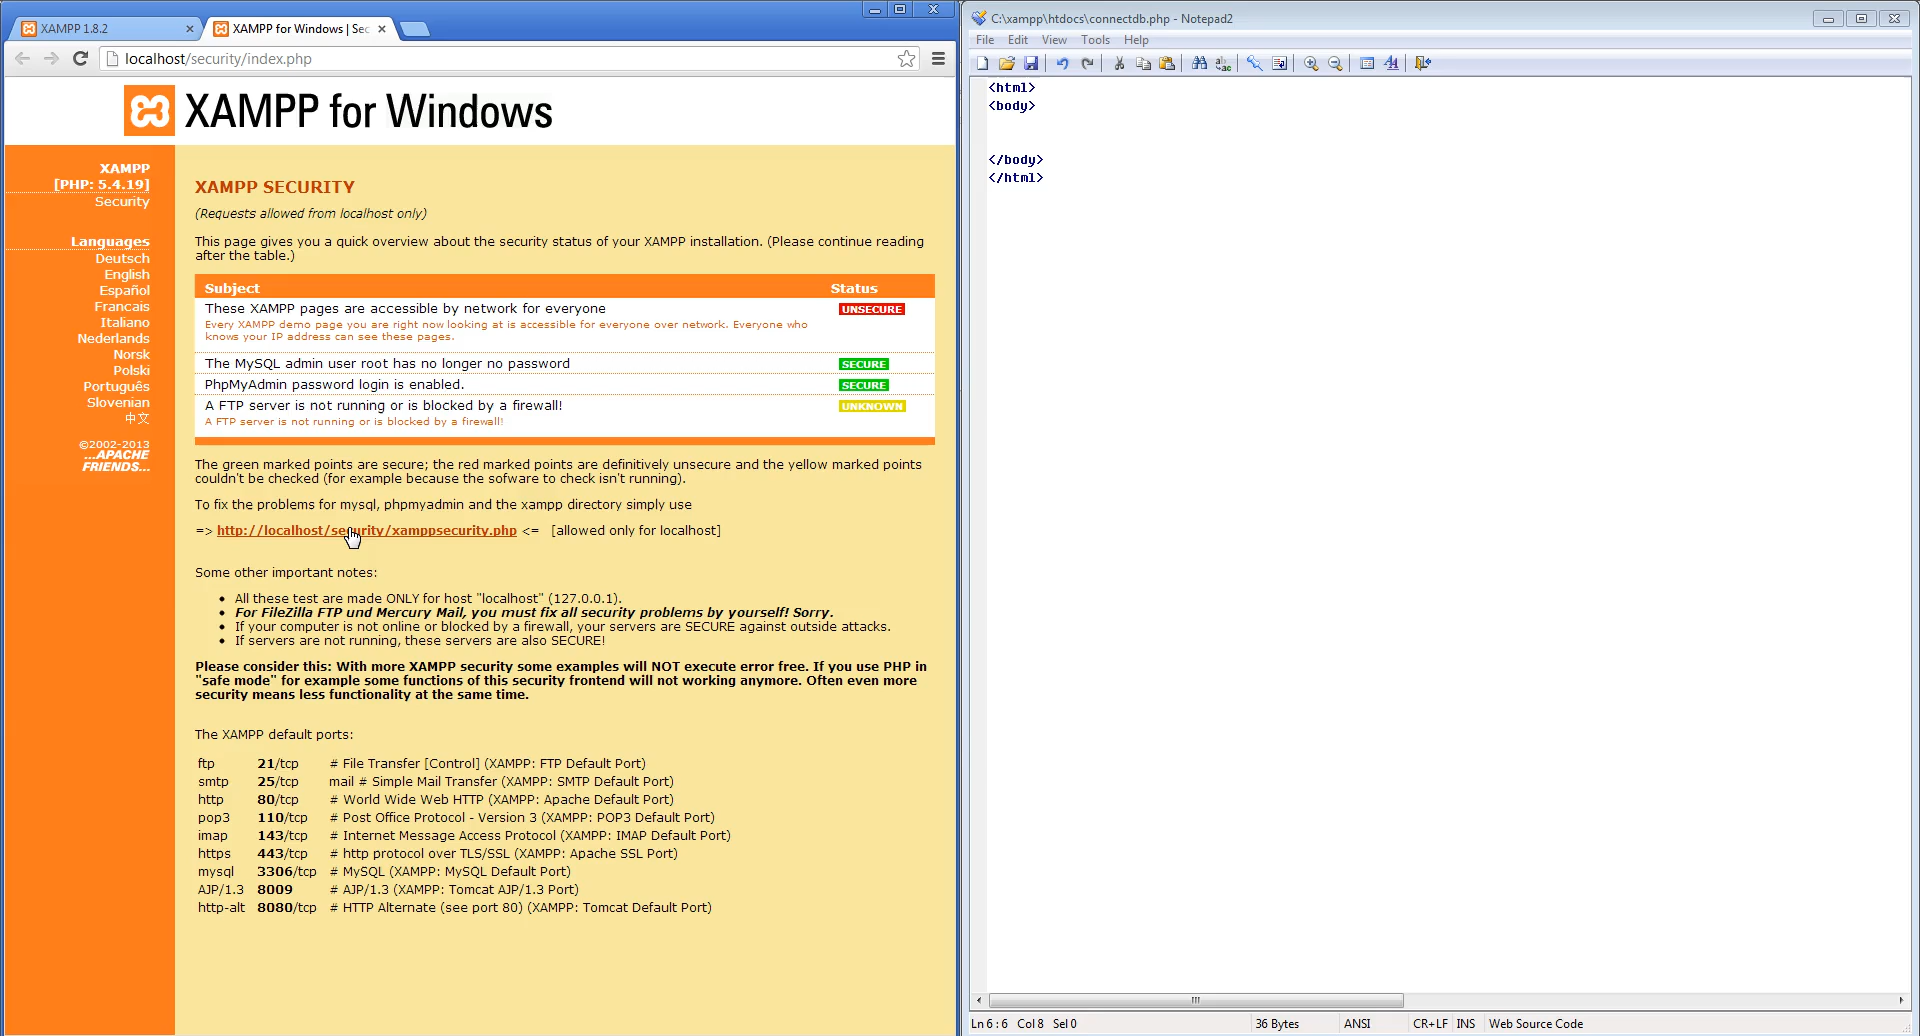 XAMPP 1.8.2
XAMPP for Windows | Sec
localhost/security/index.php
XAMPP for Windows
XAMPP
[PHP: 5.4.19]
Security
Languages
Deutsch
English
Español
Francais
Italiano
Nederlands
Norsk
Polski
Português
Slovenian
中文
©2002-2013
...APACHE
FRIENDS...
XAMPP SECURITY
(Requests allowed from localhost only)
This page gives you a quick overview about the security status of your XAMPP installation. (Please continue reading
after the table.)
Subject Status
These XAMPP pages are accessible by network for everyone UNSECURE
Every XAMPP demo page you are right now looking at is accessible for everyone over network. Everyone who
knows your IP address can see these pages.
The MySQL admin user root has no longer no password SECURE
PhpMyAdmin password login is enabled. SECURE
A FTP server is not running or is blocked by a firewall! UNKNOWN
A FTP server is not running or is blocked by a firewall!
The green marked points are secure; the red marked points are definitively unsecure and the yellow marked points
couldn't be checked (for example because the sofware to check isn't running).
To fix the problems for mysql, phpmyadmin and the xampp directory simply use
=> http://localhost/security/xamppsecurity.php <= [allowed only for localhost]
Some other important notes:
• All these test are made ONLY for host "localhost" (127.0.0.1).
• For FileZilla FTP und Mercury Mail, you must fix all security problems by yourself! Sorry.
• If your computer is not online or blocked by a firewall, your servers are SECURE against outside attacks.
• If servers are not running, these servers are also SECURE!
Please consider this: With more XAMPP security some examples will NOT execute error free. If you use PHP in
"safe mode" for example some functions of this security frontend will not working anymore. Often even more
security means less functionality at the same time.
The XAMPP default ports:
ftp 21/tcp # File Transfer [Control] (XAMPP: FTP Default Port)
smtp 25/tcp mail # Simple Mail Transfer (XAMPP: SMTP Default Port)
http 80/tcp # World Wide Web HTTP (XAMPP: Apache Default Port)
pop3 110/tcp # Post Office Protocol - Version 3 (XAMPP: POP3 Default Port)
imap 143/tcp # Internet Message Access Protocol (XAMPP: IMAP Default Port)
https 443/tcp # http protocol over TLS/SSL (XAMPP: Apache SSL Port)
mysql 3306/tcp # MySQL (XAMPP: MySQL Default Port)
AJP/1.3 8009 # AJP/1.3 (XAMPP: Tomcat AJP/1.3 Port)
http-alt 8080/tcp # HTTP Alternate (see port 80) (XAMPP: Tomcat Default Port)
C:\xampp\htdocs\connectdb.php - Notepad2
File Edit View Tools Help
<html>
<body>
</body>
</html>
Ln 6 : 6 Col 8 Sel 0 36 Bytes ANSI CR+LF INS Web Source Code